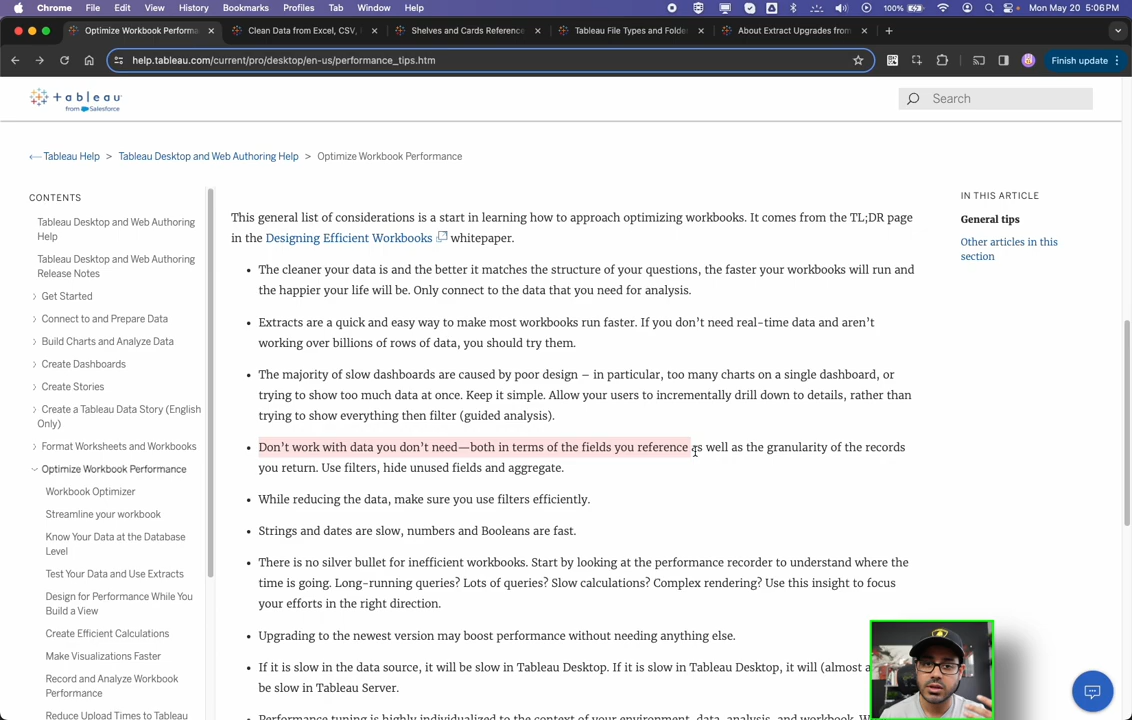 Chrome File Edit View History Bookmarks Profiles Tab Window Help 100% Mon May 20 5:06 PM
Optimize Workbook Performa × Clean Data from Excel, CSV, × Shelves and Cards Reference × Tableau File Types and Folder × About Extract Upgrades from × +
help.tableau.com/current/pro/desktop/en-us/performance_tips.htm Finish update
+ableau
from Salesforce
Search
Tableau Help > Tableau Desktop and Web Authoring Help > Optimize Workbook Performance
CONTENTS
Tableau Desktop and Web Authoring
Help
Tableau Desktop and Web Authoring
Release Notes
Get Started
Connect to and Prepare Data
Build Charts and Analyze Data
Create Dashboards
Create Stories
Create a Tableau Data Story (English
Only)
Format Worksheets and Workbooks
Optimize Workbook Performance
Workbook Optimizer
Streamline your workbook
Know Your Data at the Database
Level
Test Your Data and Use Extracts
Design for Performance While You
Build a View
Create Efficient Calculations
Make Visualizations Faster
Record and Analyze Workbook
Performance
Reduce Upload Times to Tableau
This general list of considerations is a start in learning how to approach optimizing workbooks. It comes from the TL;DR page
in the Designing Efficient Workbooks whitepaper.
• The cleaner your data is and the better it matches the structure of your questions, the faster your workbooks will run and
the happier your life will be. Only connect to the data that you need for analysis.
• Extracts are a quick and easy way to make most workbooks run faster. If you don't need real-time data and aren't
working over billions of rows of data, you should try them.
• The majority of slow dashboards are caused by poor design – in particular, too many charts on a single dashboard, or
trying to show too much data at once. Keep it simple. Allow your users to incrementally drill down to details, rather than
trying to show everything then filter (guided analysis).
• Don't work with data you don't need—both in terms of the fields you reference as well as the granularity of the records
you return. Use filters, hide unused fields and aggregate.
• While reducing the data, make sure you use filters efficiently.
• Strings and dates are slow, numbers and Booleans are fast.
• There is no silver bullet for inefficient workbooks. Start by looking at the performance recorder to understand where the
time is going. Long-running queries? Lots of queries? Slow calculations? Complex rendering? Use this insight to focus
your efforts in the right direction.
• Upgrading to the newest version may boost performance without needing anything else.
• If it is slow in the data source, it will be slow in Tableau Desktop. If it is slow in Tableau Desktop, it will (almost
be slow in Tableau Server.
• Performance tuning is highly individualized to the context of your environment, data, analysis, and workbook.
IN THIS ARTICLE
General tips
Other articles in this
section